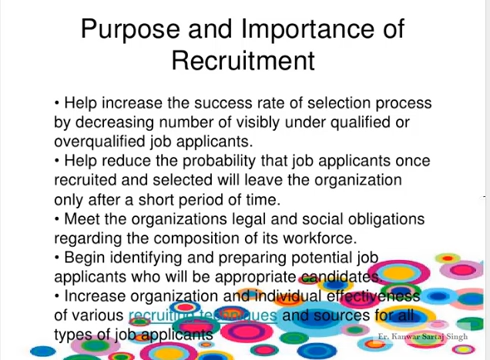 Purpose and Importance of
Recruitment
• Help increase the success rate of selection process
by decreasing number of visibly under qualified or
overqualified job applicants.
• Help reduce the probability that job applicants once
recruited and selected will leave the organization
only after a short period of time.
• Meet the organizations legal and social obligations
regarding the composition of its workforce.
• Begin identifying and preparing potential job
applicants who will be appropriate candidates.
• Increase organization and individual effectiveness
of various recruiting techniques and sources for all
types of job applicants
Er. Kanwar Sartaj Singh